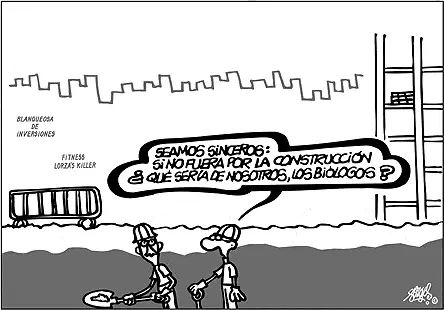 BLANQUEOSA
DE
INVERSIONES
FITNESS
LORZA'S KILLER
SEAMOS SINCEROS:
SI NO FUERA POR LA CONSTRUCCIÓN
¿QUÉ SERÍA DE NOSOTROS, LOS BIÓLOGOS?